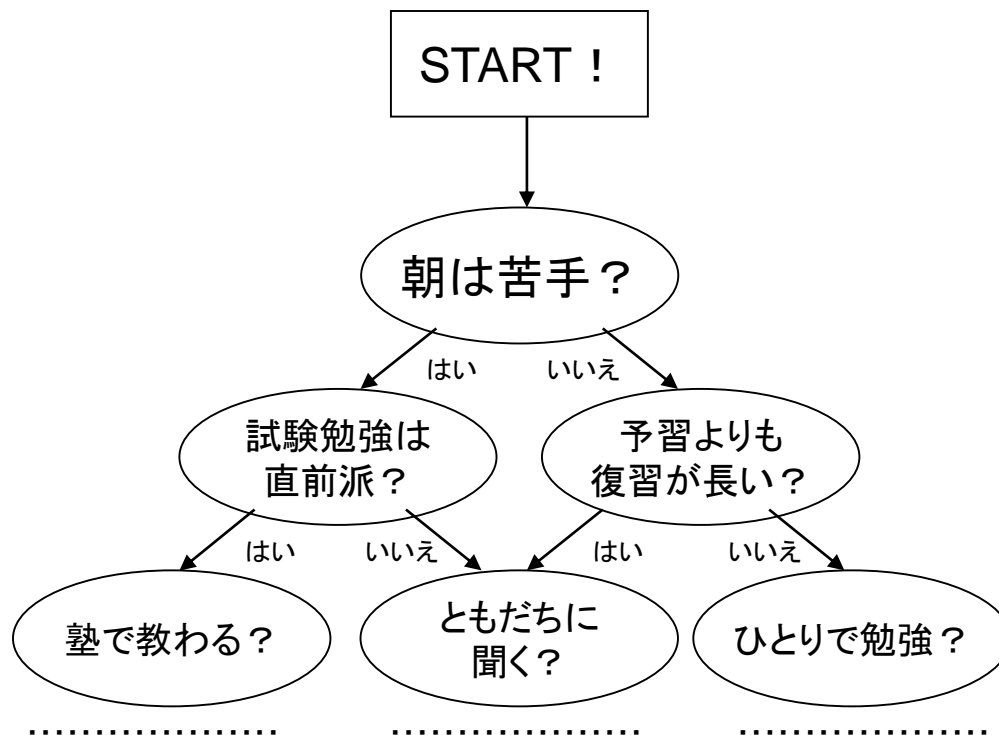 START！
朝は苦手？
はい
いいえ
試験勉強は
直前派？
予習よりも
復習が長い？
はい
いいえ
はい
いいえ
塾で教わる？
ともだちに
聞く？
ひとりで勉強？
………………
………………
………………